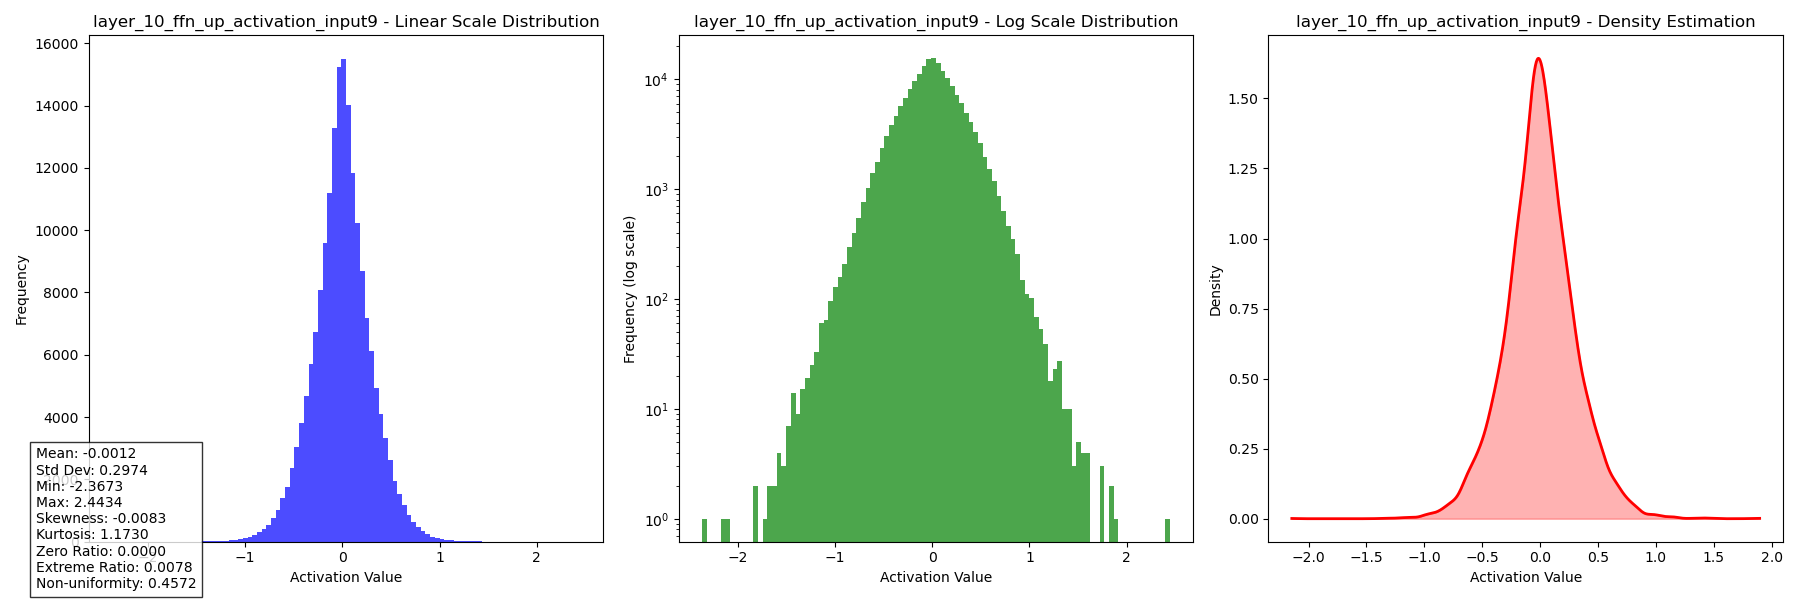 layer_10_ffn_up_activation_input9 - Linear Scale Distribution
16000
14000
12000
10000
8000
6000
4000
Frequency
−1
0
1
2
Activation Value
Mean: -0.0012
Std Dev: 0.2974
Min: -2.3673
Max: 2.4434
Skewness: -0.0083
Kurtosis: 1.1730
Zero Ratio: 0.0000
Extreme Ratio: 0.0078
Non-uniformity: 0.4572
layer_10_ffn_up_activation_input9 - Log Scale Distribution
10⁴
10³
10²
10¹
10⁰
Frequency (log scale)
−2
−1
0
1
2
Activation Value
layer_10_ffn_up_activation_input9 - Density Estimation
1.50
1.25
1.00
0.75
0.50
0.25
0.00
Density
−2.0
−1.5
−1.0
−0.5
0.0
0.5
1.0
1.5
2.0
Activation Value